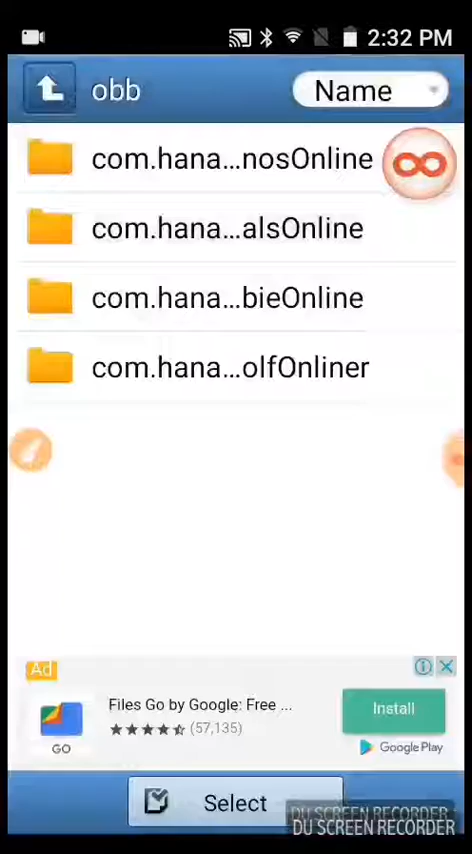 2:32 PM
obb
Name
com.hana...nosOnline
com.hana...alsOnline
com.hana...bieOnline
com.hana...olfOnliner
Ad
Files Go by Google: Free ...
(57,135)
GO
Install
Google Play
Select
DU SCREEN RECORDER
DU SCREEN RECORDER